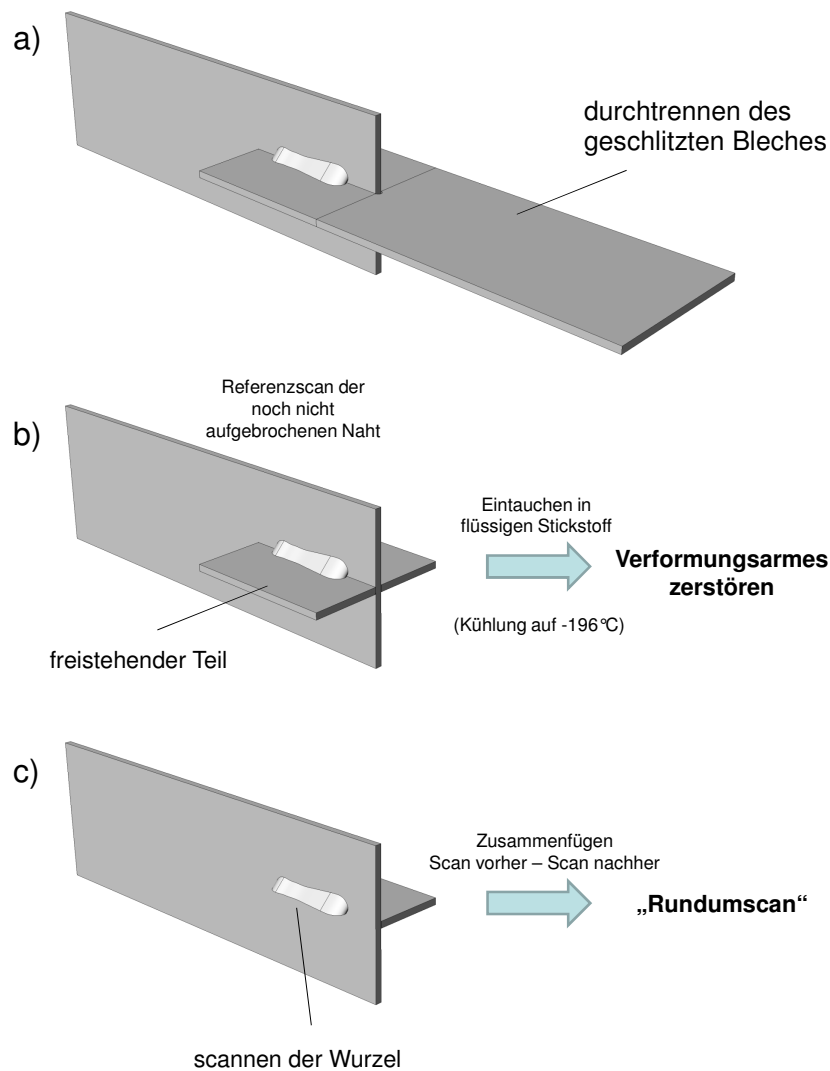 a)
durchtrennen des
geschlitzten Bleches
Referenzscan der
noch nicht
aufgebrochenen Naht
b)
Eintauchen in
flüssigen Stickstoff
Verformungsarmes
zerstören
(Kühlung auf -196°C)
freistehender Teil
c)
Zusammenfügen
Scan vorher – Scan nachher
„Rundumscan“
scannen der Wurzel